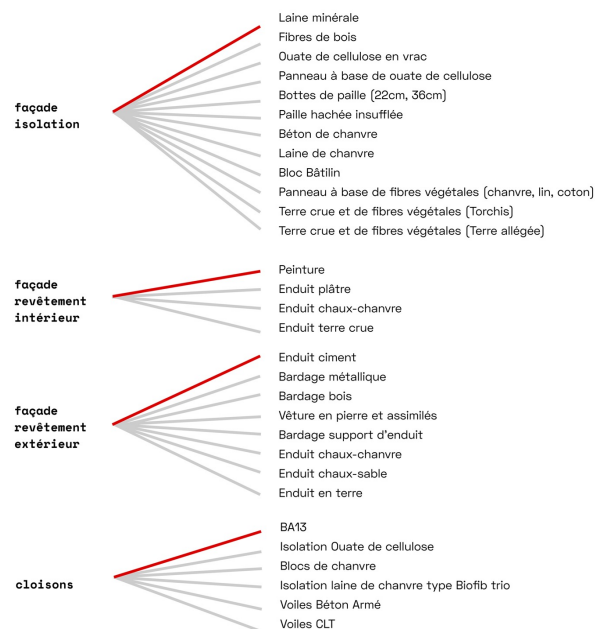 façade
isolation
Laine minérale
Fibres de bois
Ouate de cellulose en vrac
Panneau à base de ouate de cellulose
Bottes de paille (22cm, 36cm)
Paille hachée insufflée
Béton de chanvre
Laine de chanvre
Bloc Bâtilin
Panneau à base de fibres végétales (chanvre, lin, coton)
Terre crue et de fibres végétales (Torchis)
Terre crue et de fibres végétales (Terre allégée)
façade
revêtement
intérieur
Peinture
Enduit plâtre
Enduit chaux-chanvre
Enduit terre crue
façade
revêtement
extérieur
Enduit ciment
Bardage métallique
Bardage bois
Vêture en pierre et assimilés
Bardage support d'enduit
Enduit chaux-chanvre
Enduit chaux-sable
Enduit en terre
cloisons
BA13
Isolation Ouate de cellulose
Blocs de chanvre
Isolation laine de chanvre type Biofib trio
Voiles Béton Armé
Voiles CLT